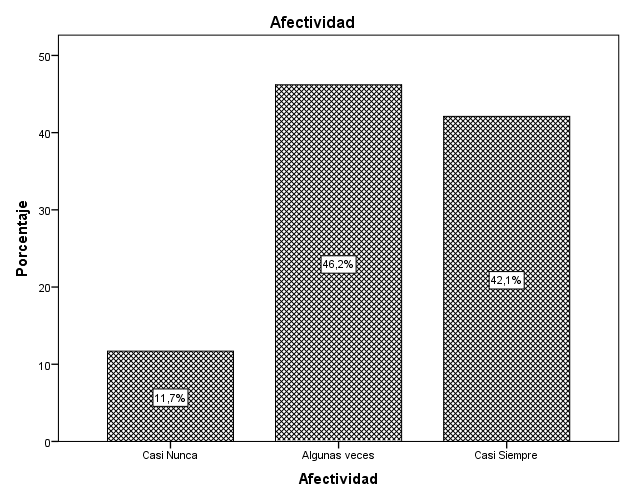 Afectividad
50
40
30
20
10
0
Porcentaje
11,7%
46,2%
42,1%
Casi Nunca
Algunas veces
Casi Siempre
Afectividad